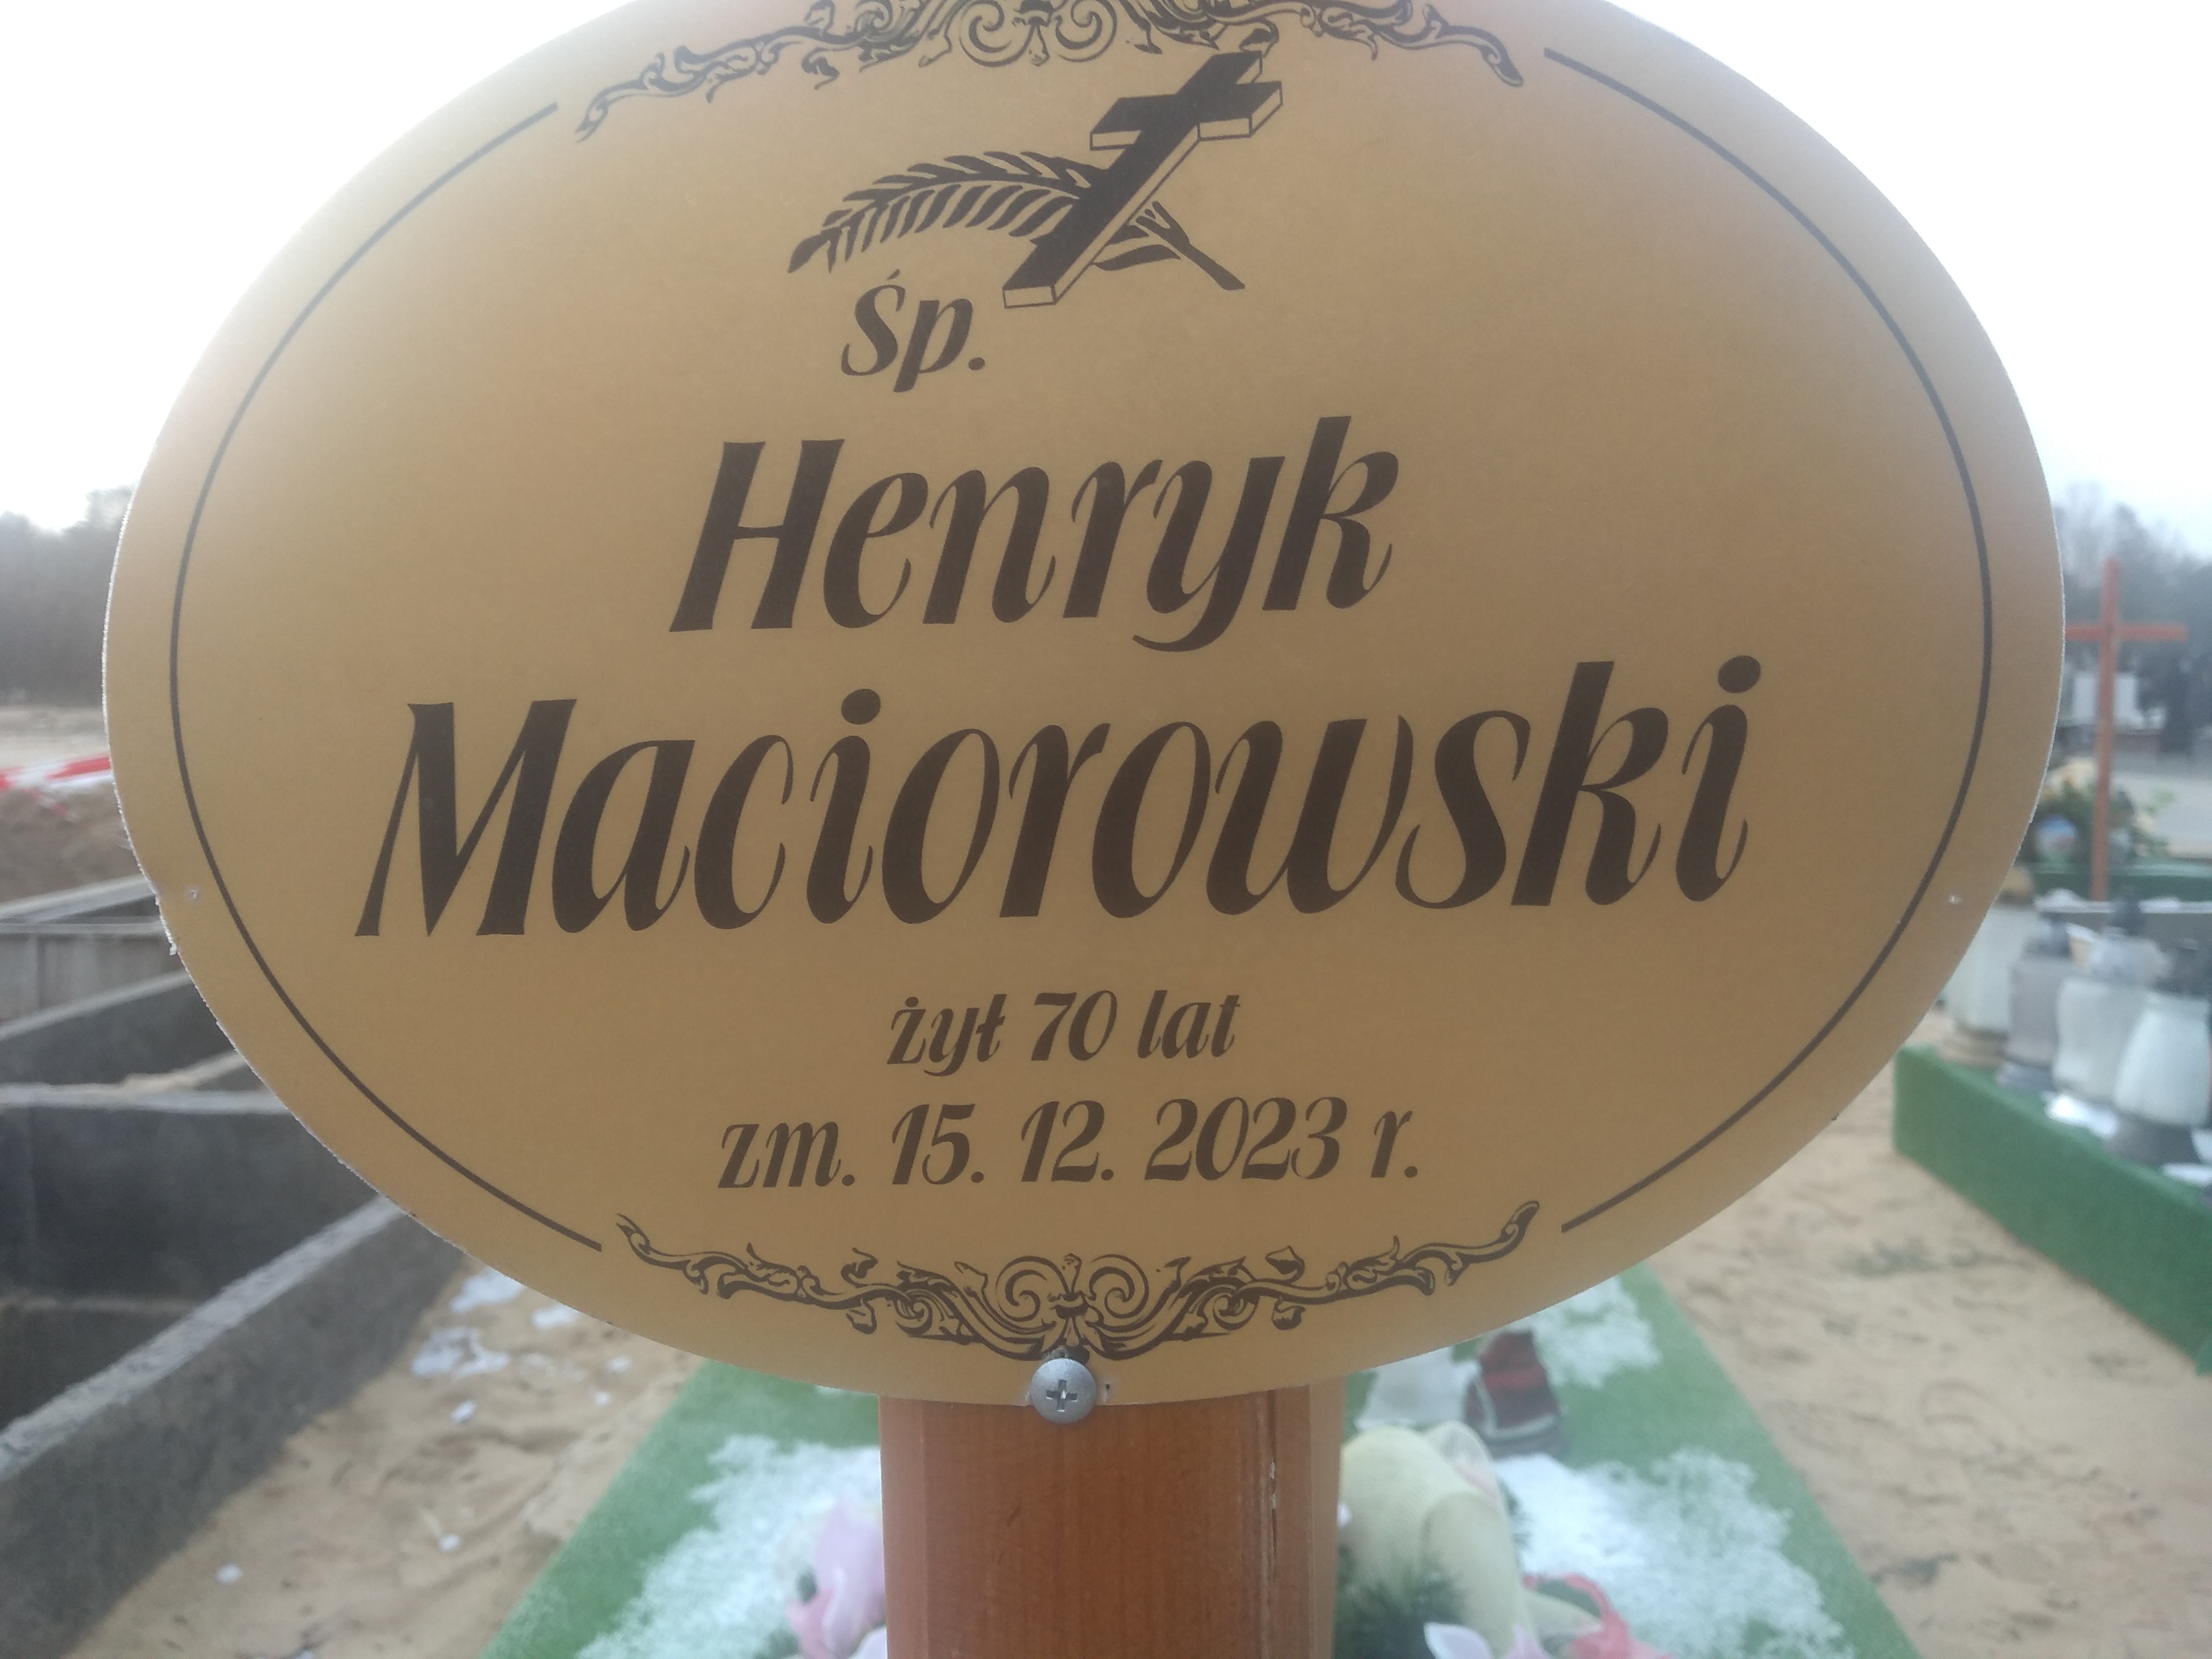 Śp.
Henryk
Maciorowski
żył 70 lat
zm. 15. 12. 2023 r.